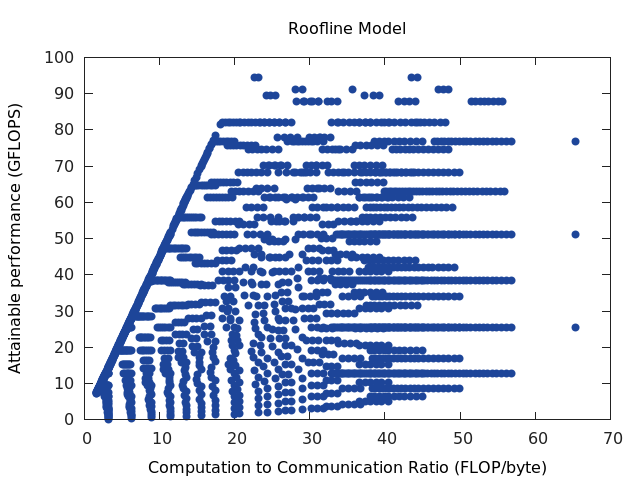 Roofline Model
Attainable performance (GFLOPS)
100
90
80
70
60
50
40
30
20
10
0
0 10 20 30 40 50 60 70
Computation to Communication Ratio (FLOP/byte)